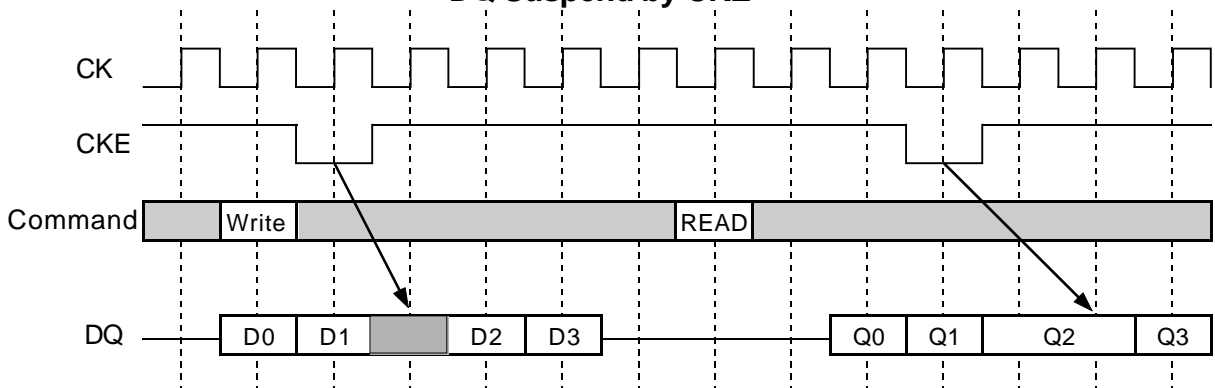 DQ Suspend by CKE
CK
CKE
Command Write READ
DQ D0 D1 D2 D3 Q0 Q1 Q2 Q3